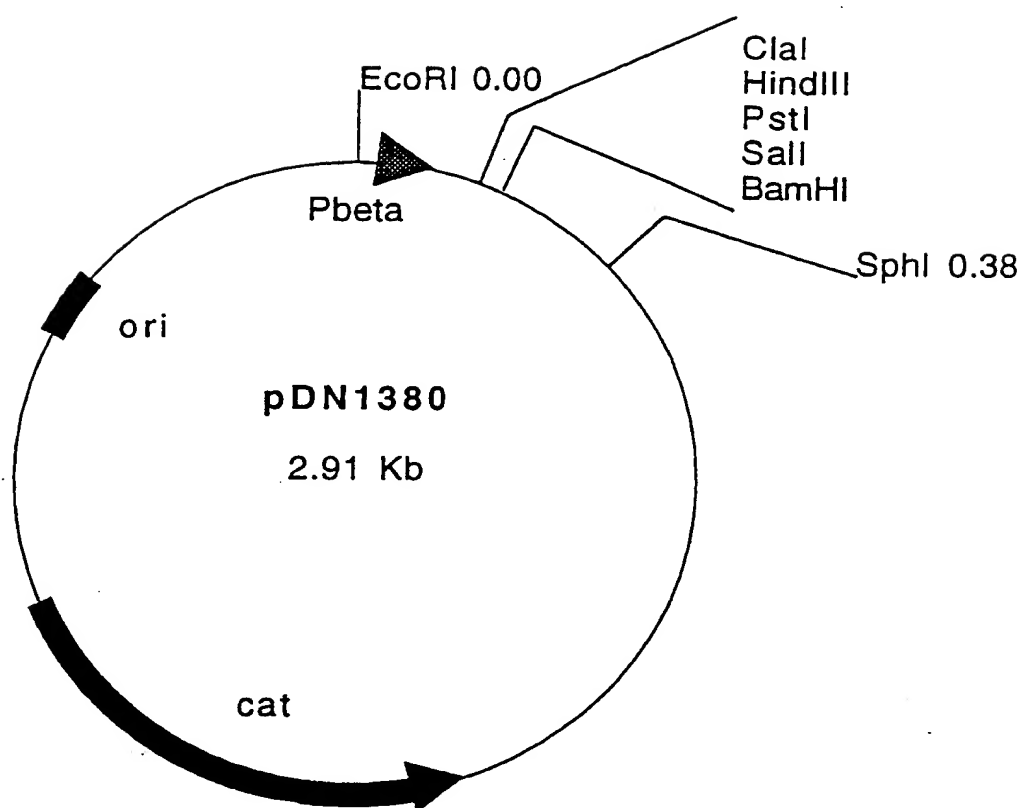 EcoRI 0.00
ClaI
HindIII
PstI
SalI
BamHI
Pbeta
SphI 0.38
ori
pDN1380
2.91 Kb
cat